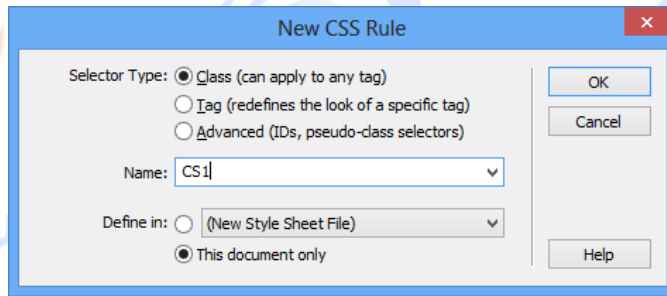 New CSS Rule
Selector Type: Class (can apply to any tag)
Tag (redefines the look of a specific tag)
Advanced (IDs, pseudo-class selectors)
Name: CS1
Define in: (New Style Sheet File)
This document only
OK
Cancel
Help